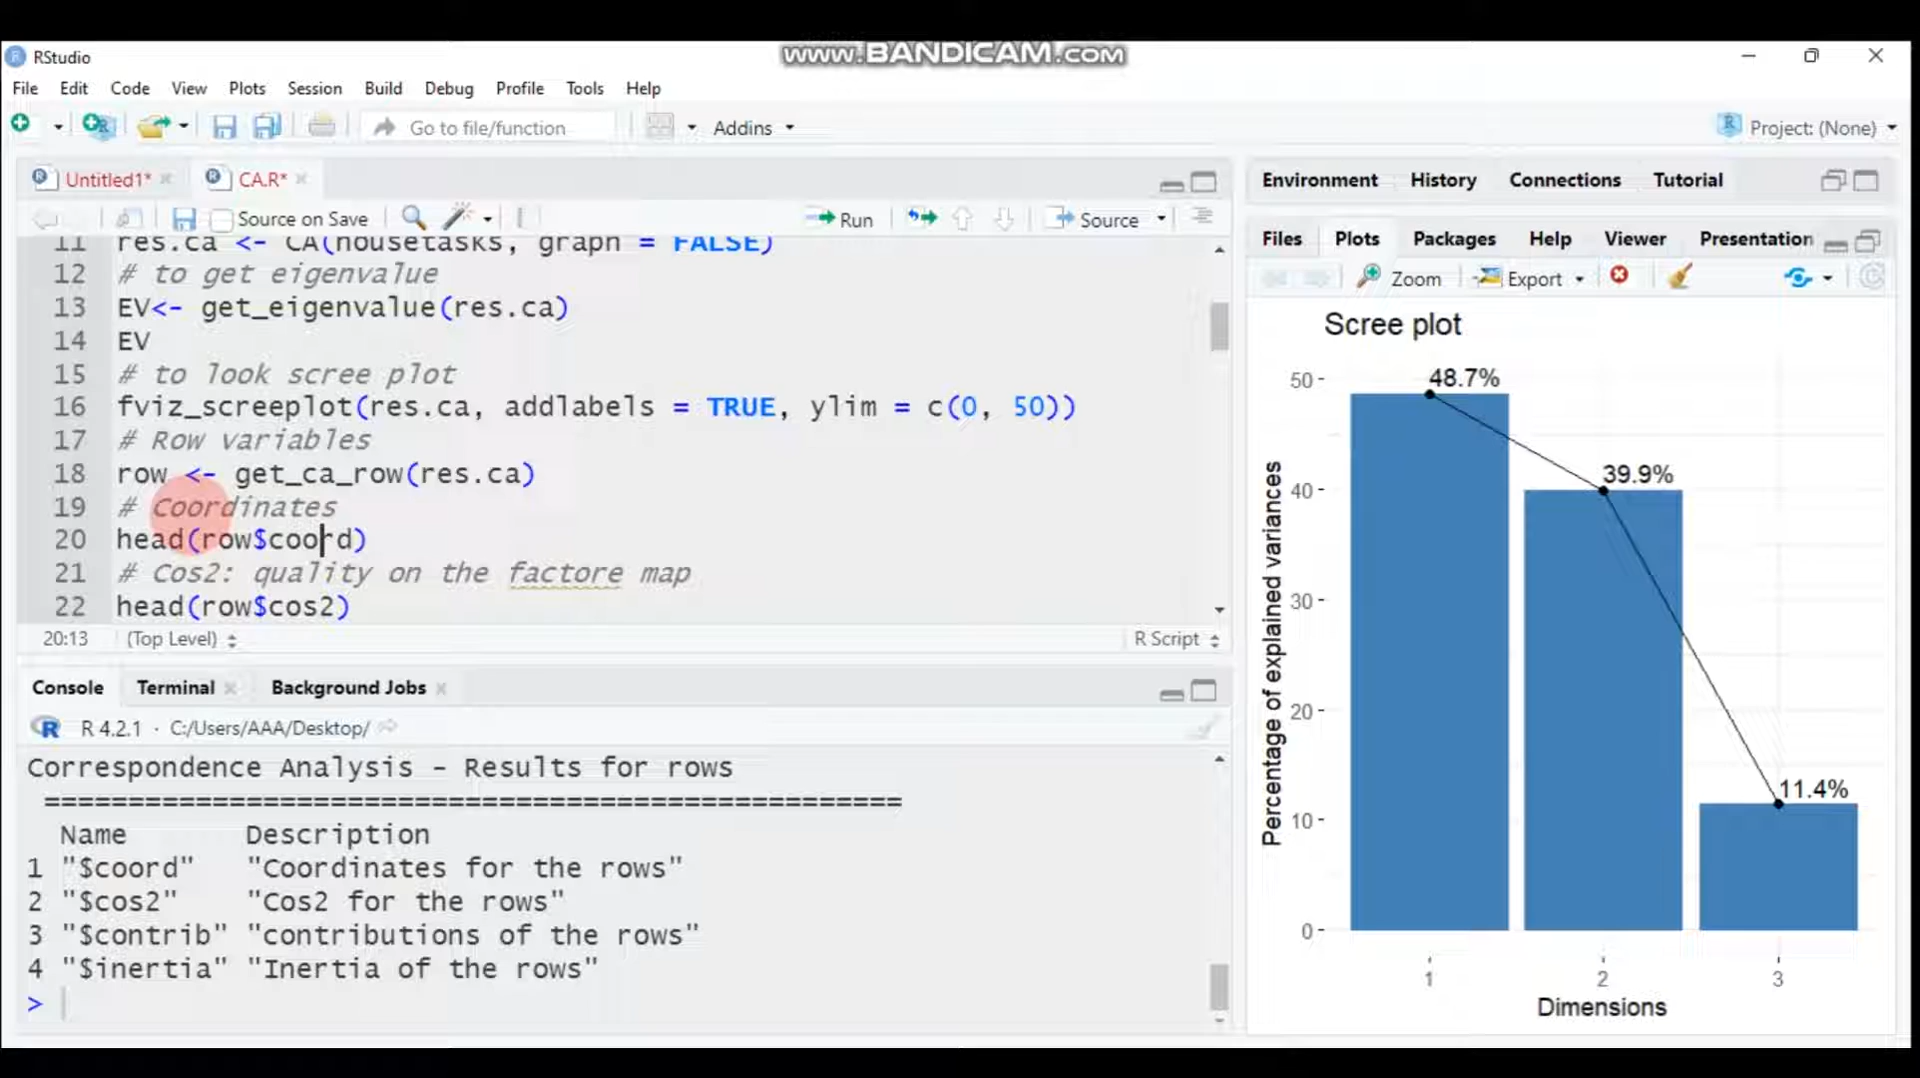 www.BANDICAM.com
RStudio
File Edit Code View Plots Session Build Debug Profile Tools Help
Go to file/function Addins Project: (None)
Untitled1* CA.R*
Source on Save Run Source
11 res.ca <- CA(housetasks, graph = FALSE)
12 # to get eigenvalue
13 EV<- get_eigenvalue(res.ca)
14 EV
15 # to look scree plot
16 fviz_screeplot(res.ca, addlabels = TRUE, ylim = c(0, 50))
17 # Row variables
18 row <- get_ca_row(res.ca)
19 # Coordinates
20 head(row$coord)
21 # Cos2: quality on the factore map
22 head(row$cos2)
20:13 (Top Level) R Script
Console Terminal Background Jobs
R 4.2.1 · C:/Users/AAA/Desktop/
Correspondence Analysis - Results for rows
===================================================
Name Description
1 "$coord" "Coordinates for the rows"
2 "$cos2" "Cos2 for the rows"
3 "$contrib" "contributions of the rows"
4 "$inertia" "Inertia of the rows"
>
Environment History Connections Tutorial
Files Plots Packages Help Viewer Presentation
Zoom Export
Scree plot
Percentage of explained variances
50
40
30
20
10
0
48.7%
39.9%
11.4%
1 2 3
Dimensions